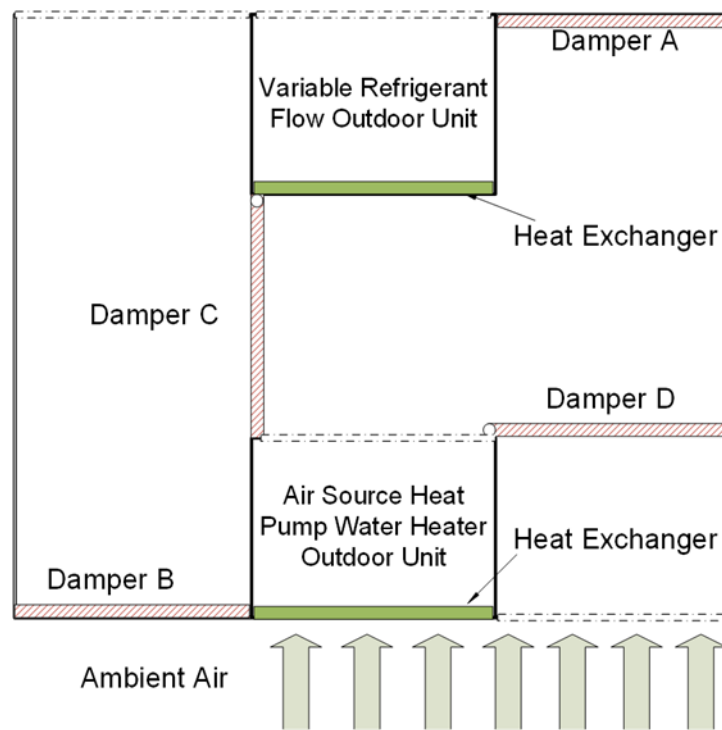 Damper A
Variable Refrigerant
Flow Outdoor Unit
Heat Exchanger
Damper C
Damper D
Air Source Heat
Pump Water Heater
Outdoor Unit
Heat Exchanger
Damper B
Ambient Air